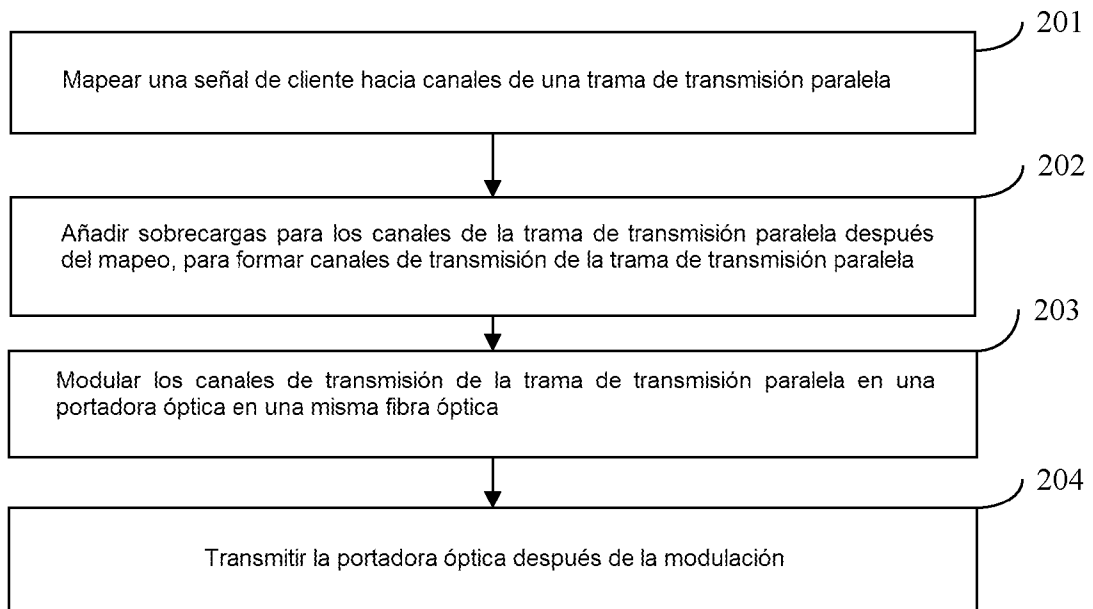 201
Mapear una señal de cliente hacia canales de una trama de transmisión paralela
202
Añadir sobrecargas para los canales de la trama de transmisión paralela después
del mapeo, para formar canales de transmisión de la trama de transmisión paralela
203
Modular los canales de transmisión de la trama de transmisión paralela en una
portadora óptica en una misma fibra óptica
204
Transmitir la portadora óptica después de la modulación